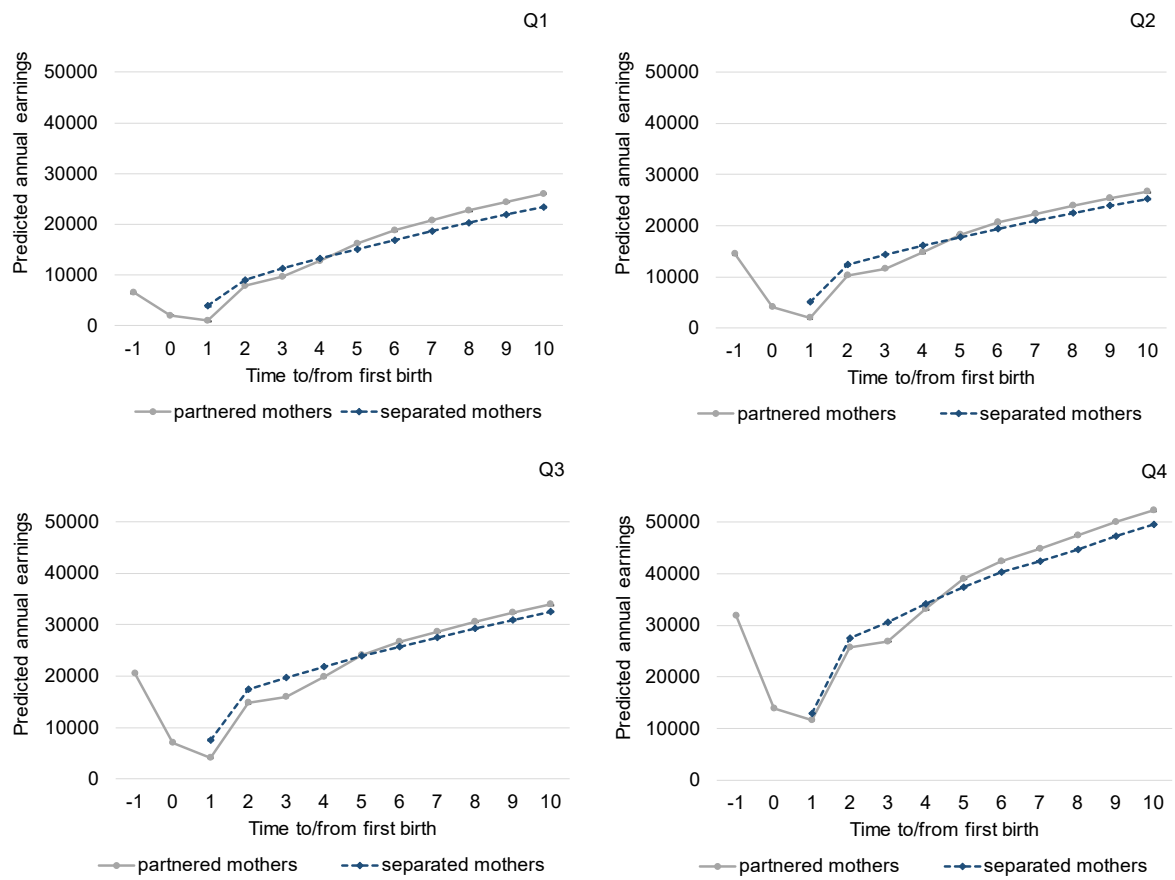 Q1
Predicted annual earnings
50000
40000
30000
20000
10000
0
-1 0 1 2 3 4 5 6 7 8 9 10
Time to/from first birth
partnered mothers separated mothers
Q2
Predicted annual earnings
50000
40000
30000
20000
10000
0
-1 0 1 2 3 4 5 6 7 8 9 10
Time to/from first birth
partnered mothers separated mothers
Q3
Predicted annual earnings
50000
40000
30000
20000
10000
0
-1 0 1 2 3 4 5 6 7 8 9 10
Time to/from first birth
partnered mothers separated mothers
Q4
Predicted annual earnings
50000
40000
30000
20000
10000
0
-1 0 1 2 3 4 5 6 7 8 9 10
Time to/from first birth
partnered mothers separated mothers